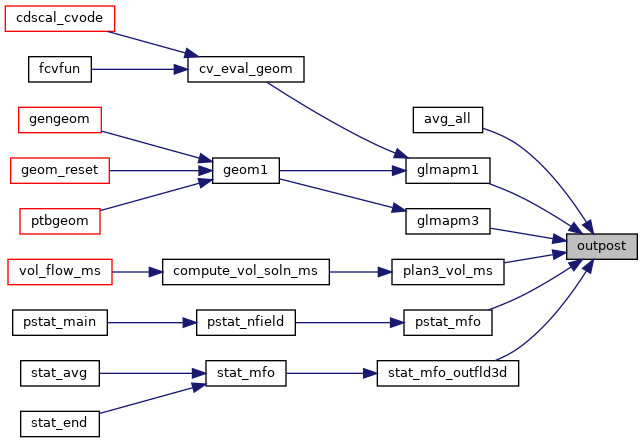 cdscal_cvode
fcvfun
cv_eval_geom
gengeom
avg_all
geom_reset
geom1
glmapm1
ptbgeom
glmapm3
outpost
vol_flow_ms
compute_vol_soln_ms
plan3_vol_ms
pstat_main
pstat_nfield
pstat_mfo
stat_avg
stat_mfo
stat_mfo_outfld3d
stat_end